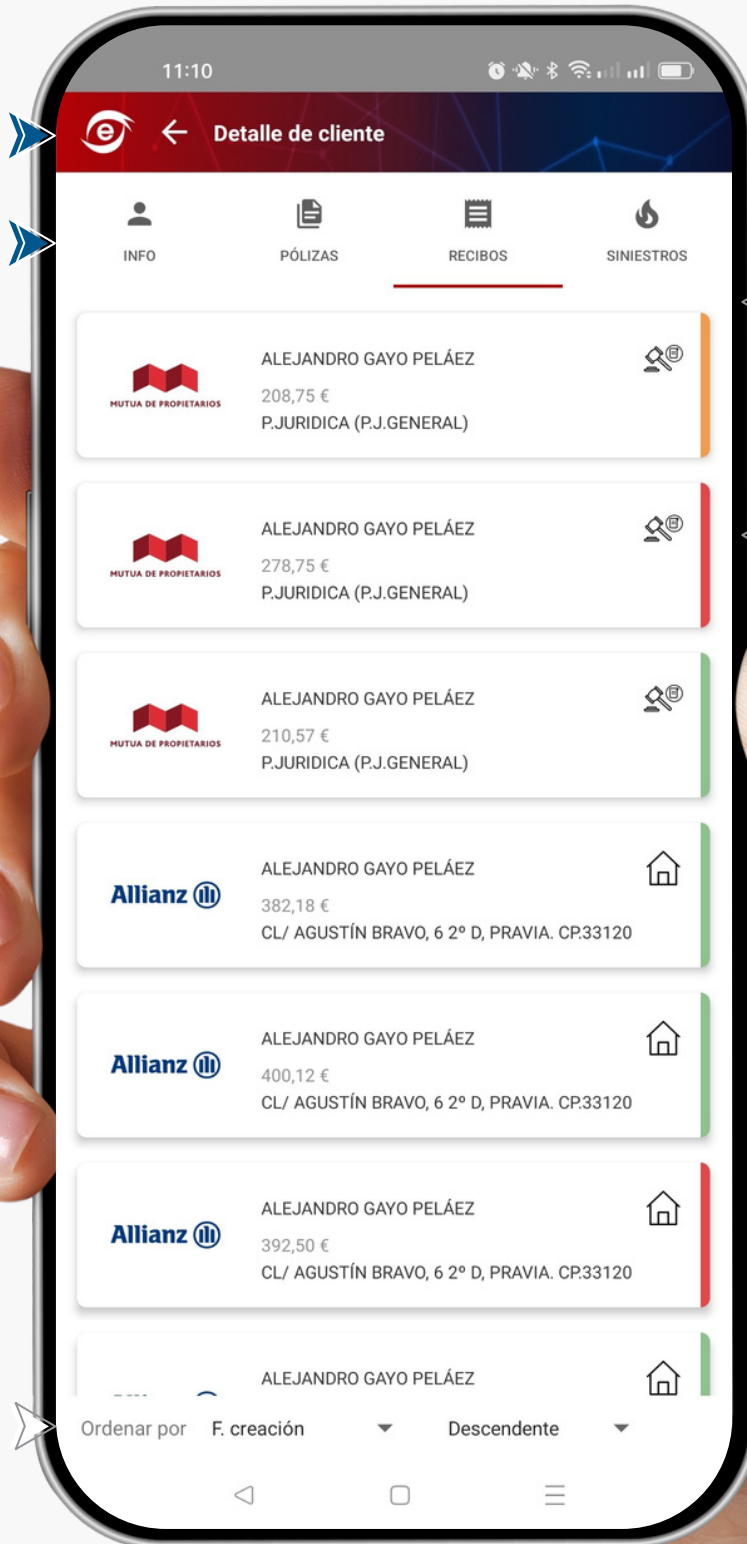 11:10
e
Detalle de cliente
INFO
PÓLIZAS
RECIBOS
SINIESTROS
MUTUA DE PROPIETARIOS
ALEJANDRO GAYO PELÁEZ
208,75 €
P.JURIDICA (P.J.GENERAL)
MUTUA DE PROPIETARIOS
ALEJANDRO GAYO PELÁEZ
278,75 €
P.JURIDICA (P.J.GENERAL)
MUTUA DE PROPIETARIOS
ALEJANDRO GAYO PELÁEZ
210,57 €
P.JURIDICA (P.J.GENERAL)
Allianz
ALEJANDRO GAYO PELÁEZ
382,18 €
CL/ AGUSTÍN BRAVO, 6 2º D, PRAVIA. CP.33120
Allianz
ALEJANDRO GAYO PELÁEZ
400,12 €
CL/ AGUSTÍN BRAVO, 6 2º D, PRAVIA. CP.33120
Allianz
ALEJANDRO GAYO PELÁEZ
392,50 €
CL/ AGUSTÍN BRAVO, 6 2º D, PRAVIA. CP.33120
ALEJANDRO GAYO PELÁEZ
Ordenar por F. creación Descendente